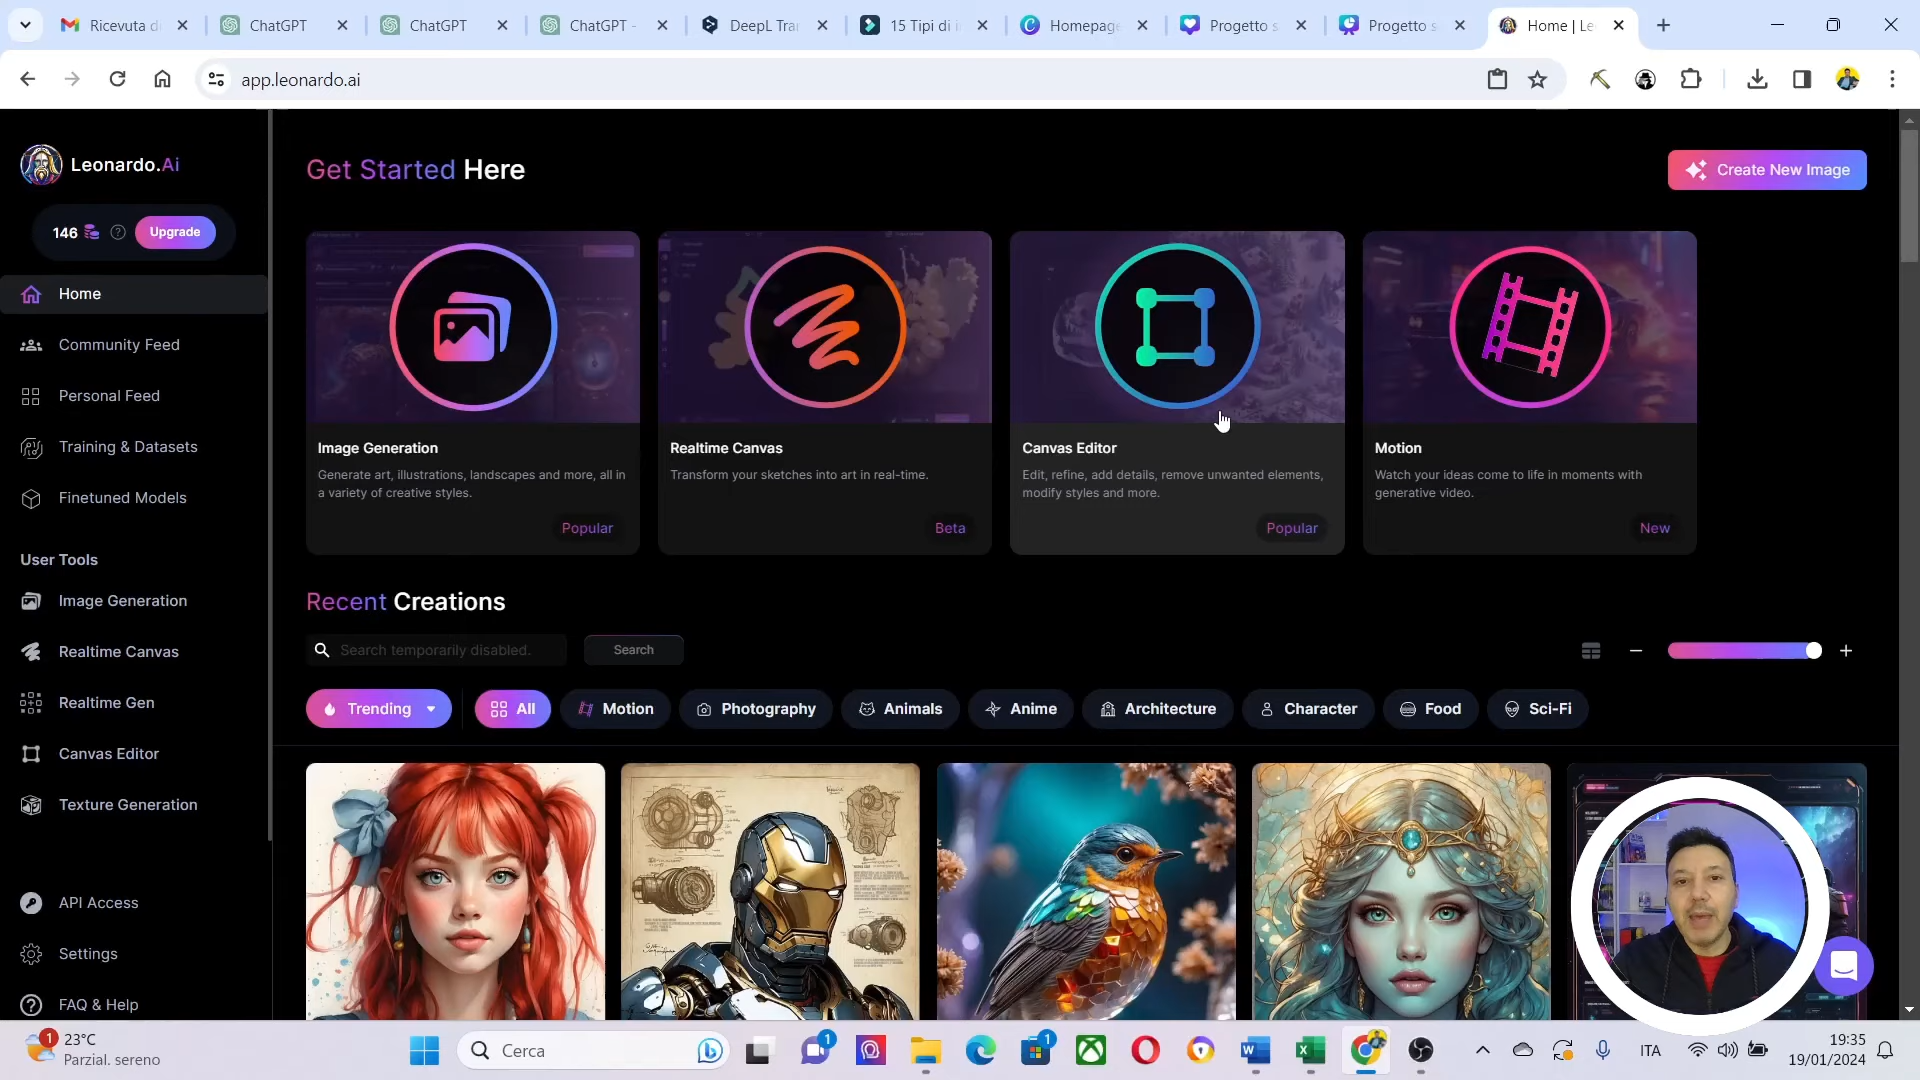 Ricevuta d
ChatGPT
ChatGPT
ChatGPT -
DeepL Tra
15 Tipi di i
Homepage
Progetto s
Progetto s
Home | Le
app.leonardo.ai
Leonardo.Ai
146
Upgrade
Home
Community Feed
Personal Feed
Training & Datasets
Finetuned Models
User Tools
Image Generation
Realtime Canvas
Realtime Gen
Canvas Editor
Texture Generation
API Access
Settings
FAQ & Help
Get Started Here
Create New Image
Image Generation
Generate art, illustrations, landscapes and more, all in
a variety of creative styles.
Popular
Realtime Canvas
Transform your sketches into art in real-time.
Beta
Canvas Editor
Edit, refine, add details, remove unwanted elements,
modify styles and more.
Popular
Motion
Watch your ideas come to life in moments with
generative video.
New
Recent Creations
Search temporarily disabled.
Search
Trending
All
Motion
Photography
Animals
Anime
Architecture
Character
Food
Sci-Fi
1
23°C
Parzial. sereno
Cerca
1
1
ITA
19:35
19/01/2024